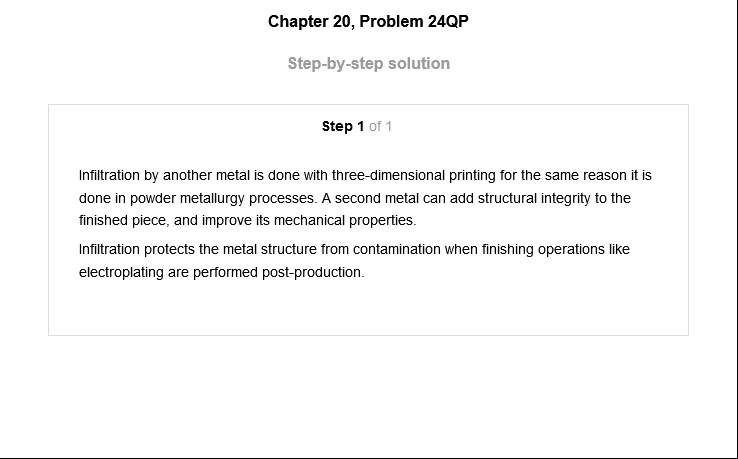 Chapter 20, Problem 24QP
Step-by-step solution
Step 1 of 1
Infiltration by another metal is done with three-dimensional printing for the same reason it is
done in powder metallurgy processes. A second metal can add structural integrity to the
finished piece, and improve its mechanical properties.
Infiltration protects the metal structure from contamination when finishing operations like
electroplating are performed post-production.